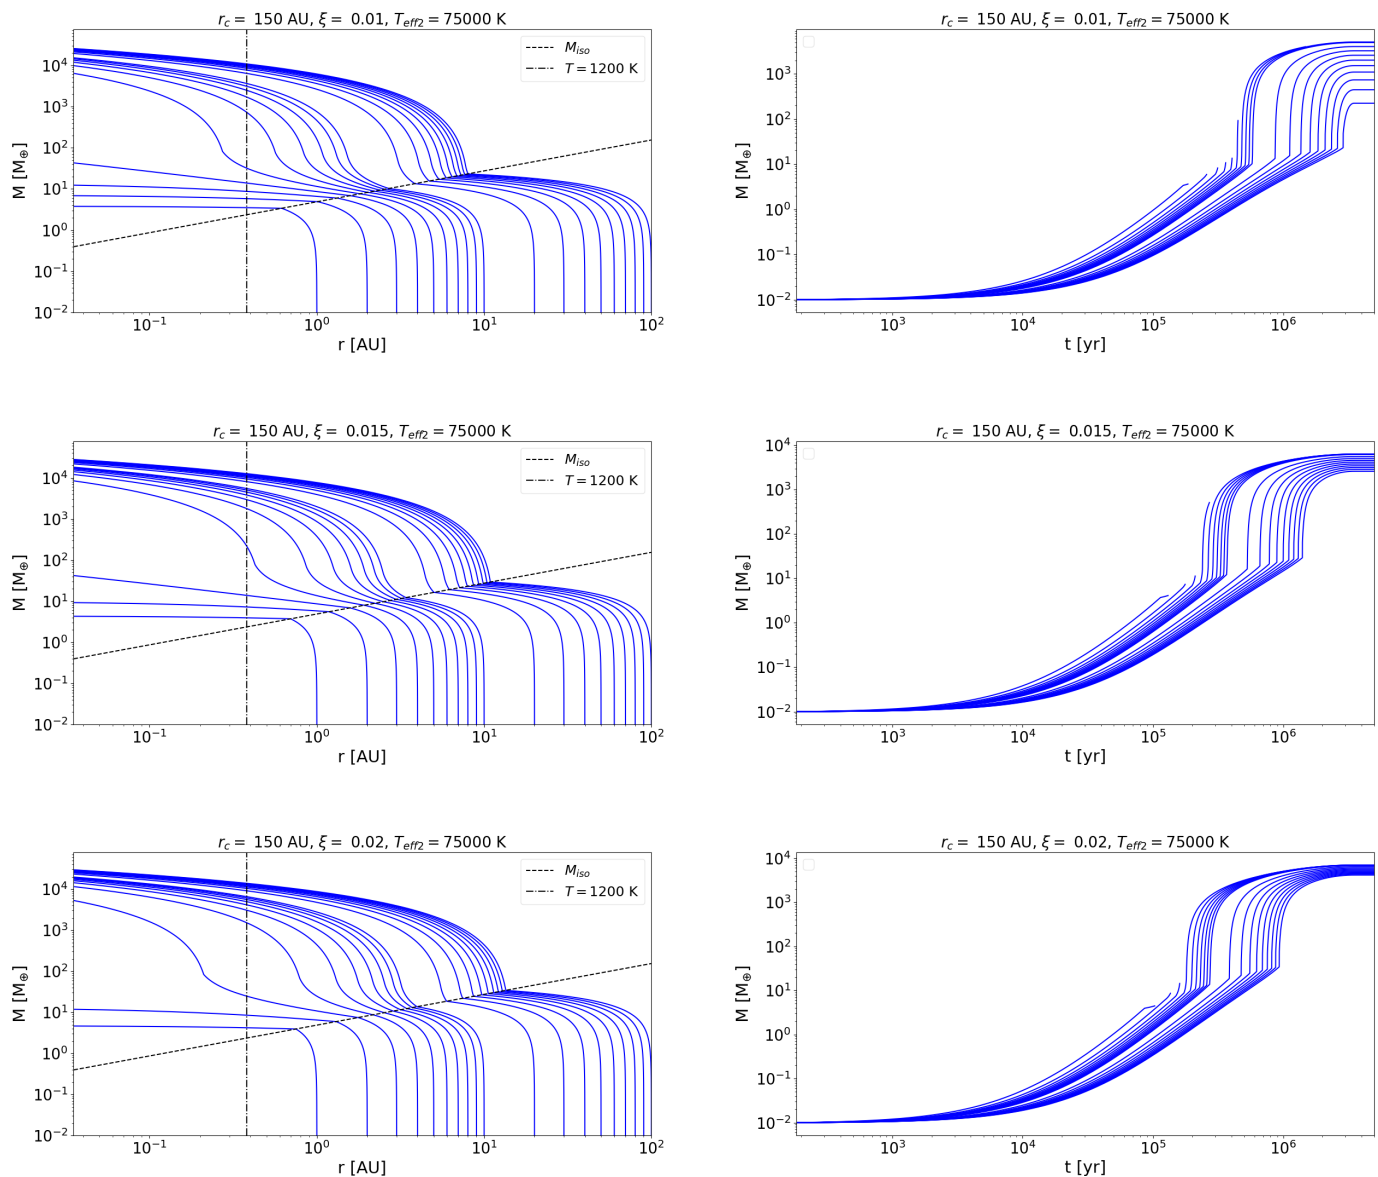 r_c = 150 AU, ξ = 0.01, T_eff2 = 75000 K
M [M_⊕]
10^4
10^3
10^2
10^1
10^0
10^-1
10^-2
M_iso
T = 1200 K
10^-1 10^0 10^1 10^2
r [AU]
r_c = 150 AU, ξ = 0.01, T_eff2 = 75000 K
M [M_⊕]
10^3
10^2
10^1
10^0
10^-1
10^-2
10^3 10^4 10^5 10^6
t [yr]
r_c = 150 AU, ξ = 0.015, T_eff2 = 75000 K
M [M_⊕]
10^4
10^3
10^2
10^1
10^0
10^-1
10^-2
M_iso
T = 1200 K
10^-1 10^0 10^1 10^2
r [AU]
r_c = 150 AU, ξ = 0.015, T_eff2 = 75000 K
M [M_⊕]
10^4
10^3
10^2
10^1
10^0
10^-1
10^-2
10^3 10^4 10^5 10^6
t [yr]
r_c = 150 AU, ξ = 0.02, T_eff2 = 75000 K
M [M_⊕]
10^4
10^3
10^2
10^1
10^0
10^-1
10^-2
M_iso
T = 1200 K
10^-1 10^0 10^1 10^2
r [AU]
r_c = 150 AU, ξ = 0.02, T_eff2 = 75000 K
M [M_⊕]
10^4
10^3
10^2
10^1
10^0
10^-1
10^-2
10^3 10^4 10^5 10^6
t [yr]